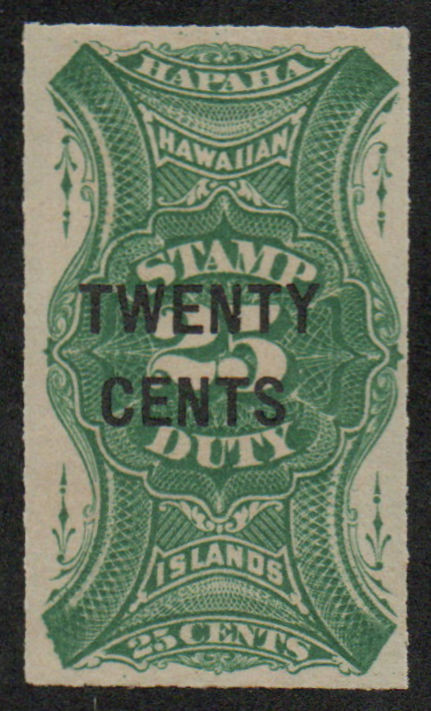 HAPAHA
HAWAIIAN
STAMP
TWENTY
25
CENTS
DUTY
ISLANDS
25 CENTS